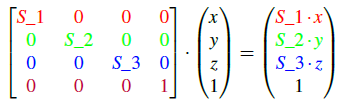 [S_1 0 0 0] (x) (S_1·x)
[0 S_2 0 0] (y) (S_2·y)
[0 0 S_3 0] · (z) = (S_3·z)
[0 0 0 1] (1) (1)